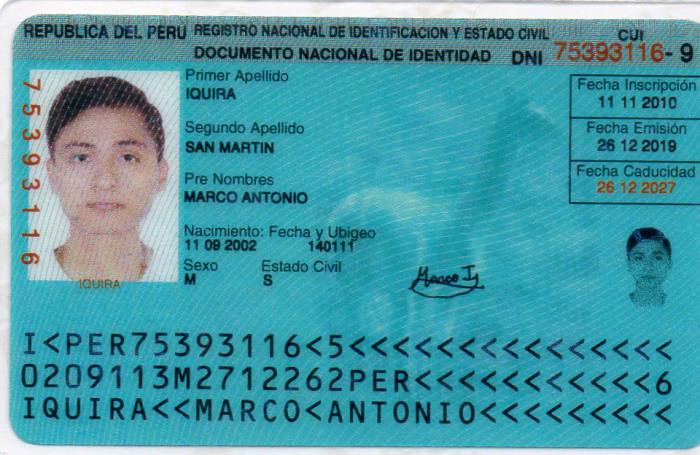 REPUBLICA DEL PERU REGISTRO NACIONAL DE IDENTIFICACION Y ESTADO CIVIL CUI
DOCUMENTO NACIONAL DE IDENTIDAD DNI 75393116-9
75393116
Primer Apellido
IQUIRA
Segundo Apellido
SAN MARTIN
Pre Nombres
MARCO ANTONIO
Nacimiento: Fecha y Ubigeo
11 09 2002 140111
Sexo Estado Civil
M S
Fecha Inscripción
11 11 2010
Fecha Emisión
26 12 2019
Fecha Caducidad
26 12 2027
IQUIRA
I<PER75393116<5<<<<<<<<<<<<<<<
0209113M2712262PER<<<<<<<<<<<6
IQUIRA<<MARCO<ANTONIO<<<<<<<<<